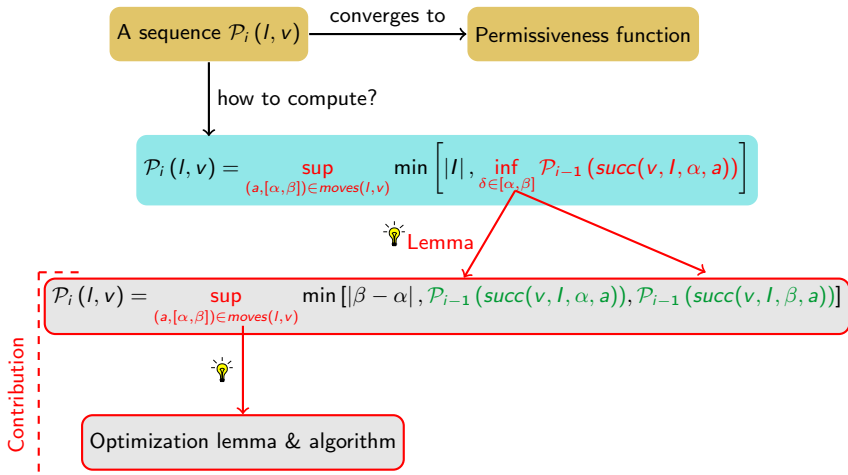 A sequence 𝒫ᵢ (l, v)
converges to
Permissiveness function
how to compute?
𝒫ᵢ (l, v) = sup_{(a,[α,β])∈moves(l,v)} min [ |I| , inf_{δ∈[α,β]} 𝒫ᵢ₋₁ (succ(v, l, α, a)) ]
Lemma
𝒫ᵢ (l, v) = sup_{(a,[α,β])∈moves(l,v)} min [|β − α| , 𝒫ᵢ₋₁ (succ(v, l, α, a)), 𝒫ᵢ₋₁ (succ(v, l, β, a))]
Contribution
Optimization lemma & algorithm